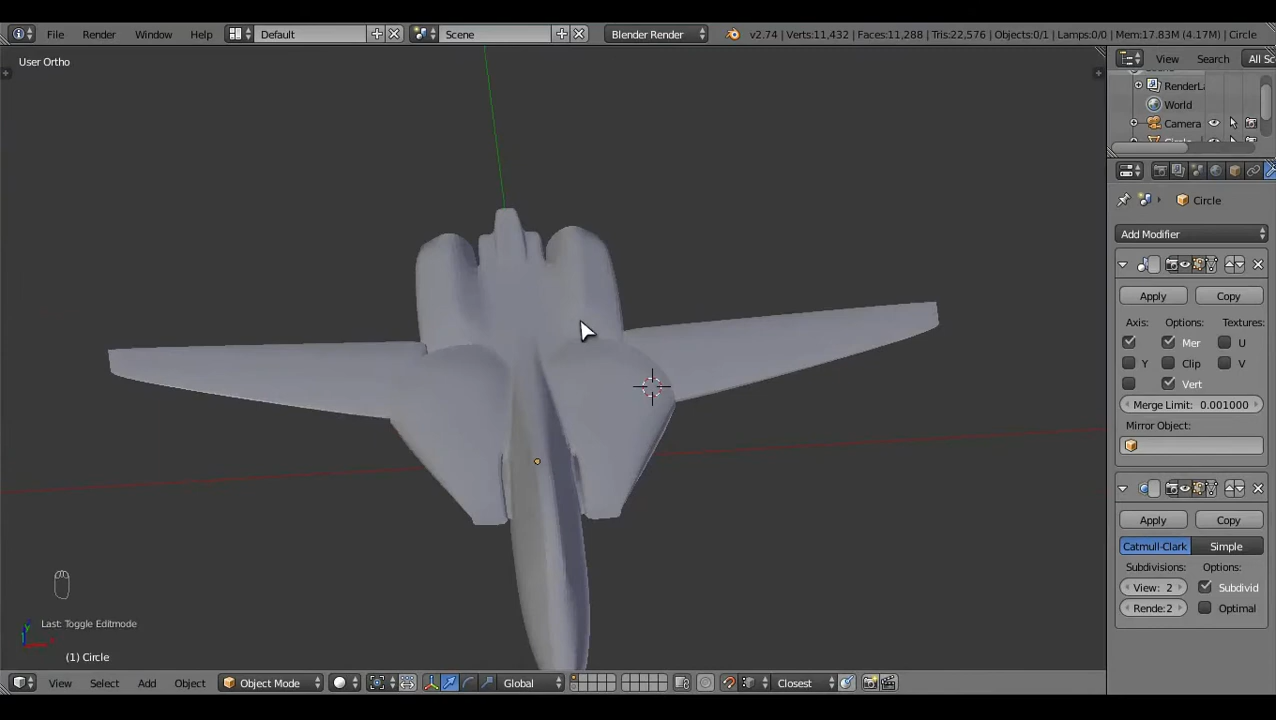 File Render Window Help Default Scene Blender Render v2.74 | Verts:11,432 | Faces:11,288 | Tris:22,576 | Objects:0/1 | Lamps:0/0 | Mem:17.83M (4.17M) | Circle
User Ortho
View Search All Sc
RenderLa
World
Camera
Circle
Add Modifier
Apply Copy
Axis: Options: Textures:
Mer U
Y Clip V
Vert
Merge Limit: 0.001000
Mirror Object:
Apply Copy
Catmull-Clark Simple
Subdivisions: Options:
View: 2 Subdivid
Rende:2 Optimal
Last: Toggle Editmode
(1) Circle
View Select Add Object Object Mode Global Closest